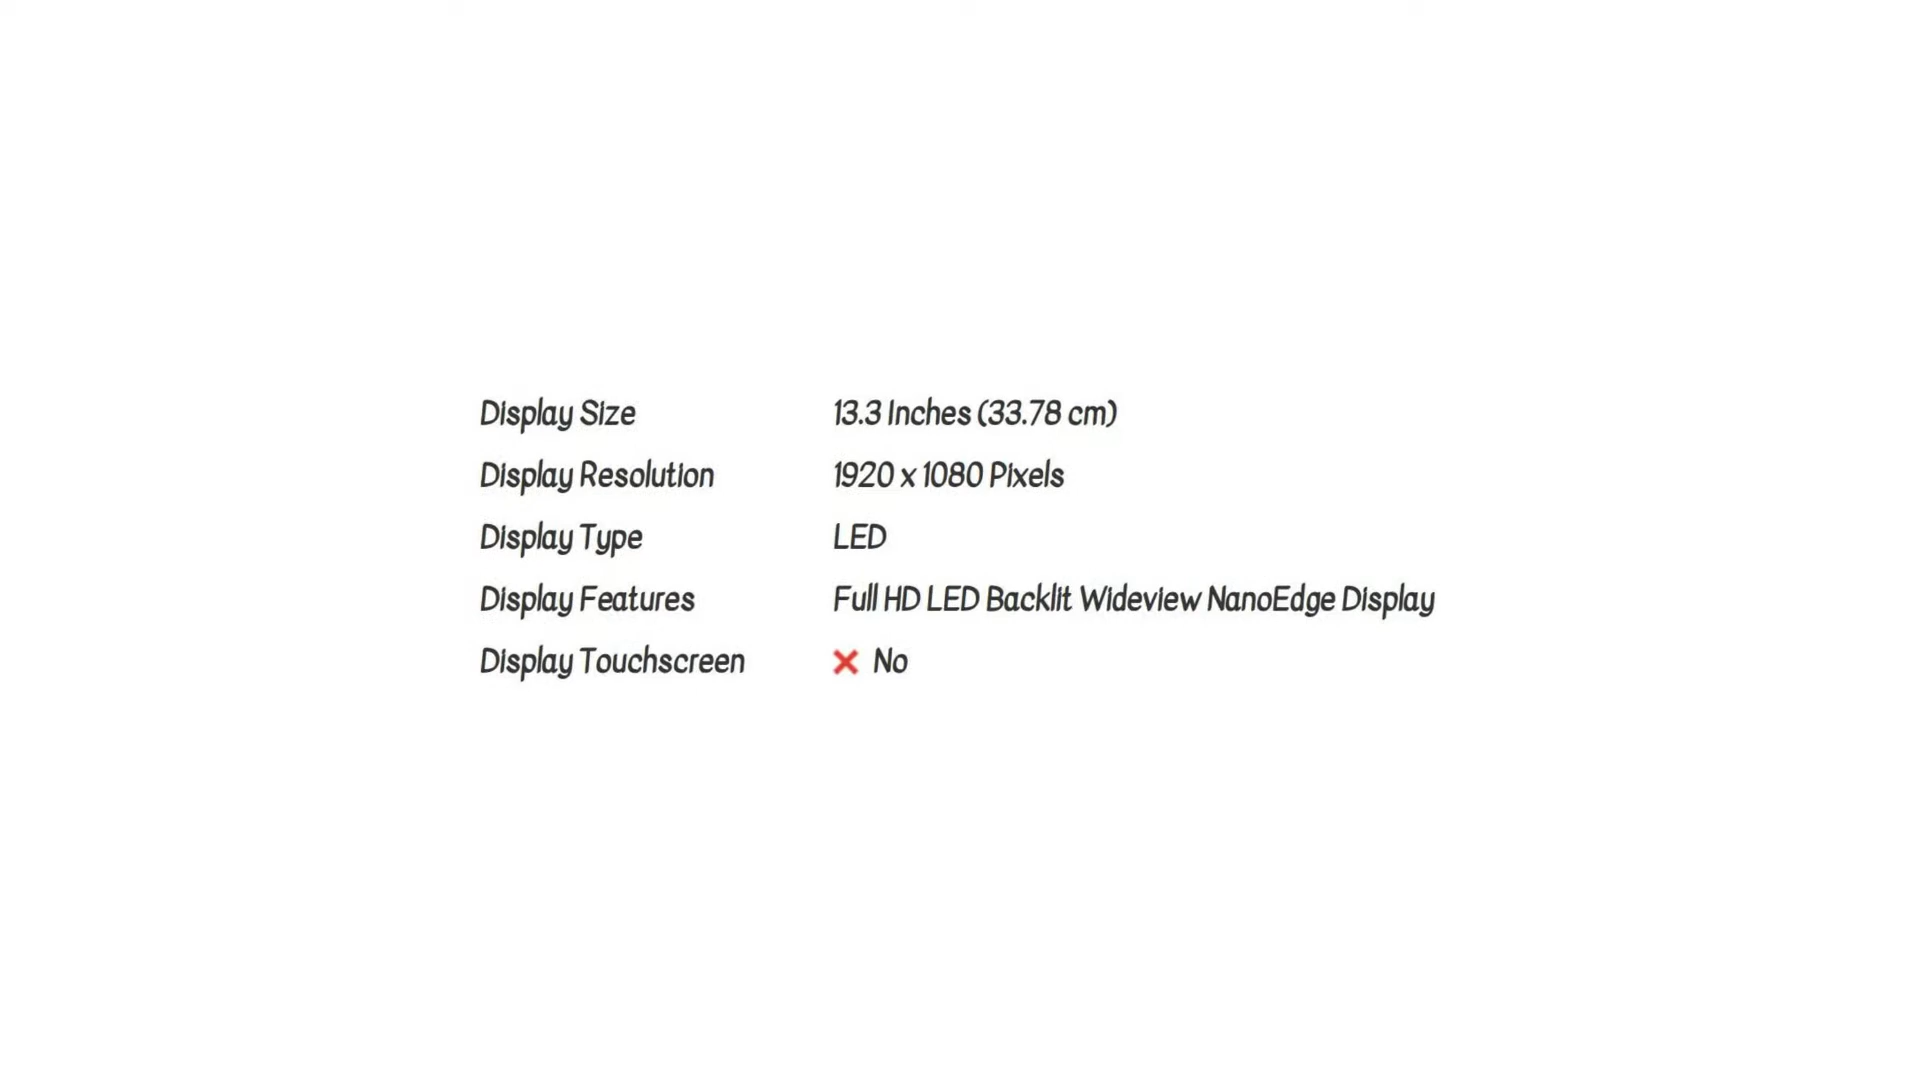 Display Size 13.3 Inches (33.78 cm)
Display Resolution 1920 x 1080 Pixels
Display Type LED
Display Features Full HD LED Backlit Wideview NanoEdge Display
Display Touchscreen ❌ No